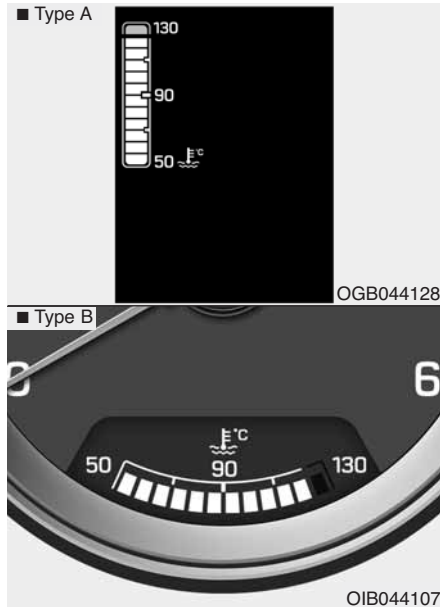 ■ Type A
130
90
50 °C
OGB044128
■ Type B
0 6
°C
50 90 130
OIB044107